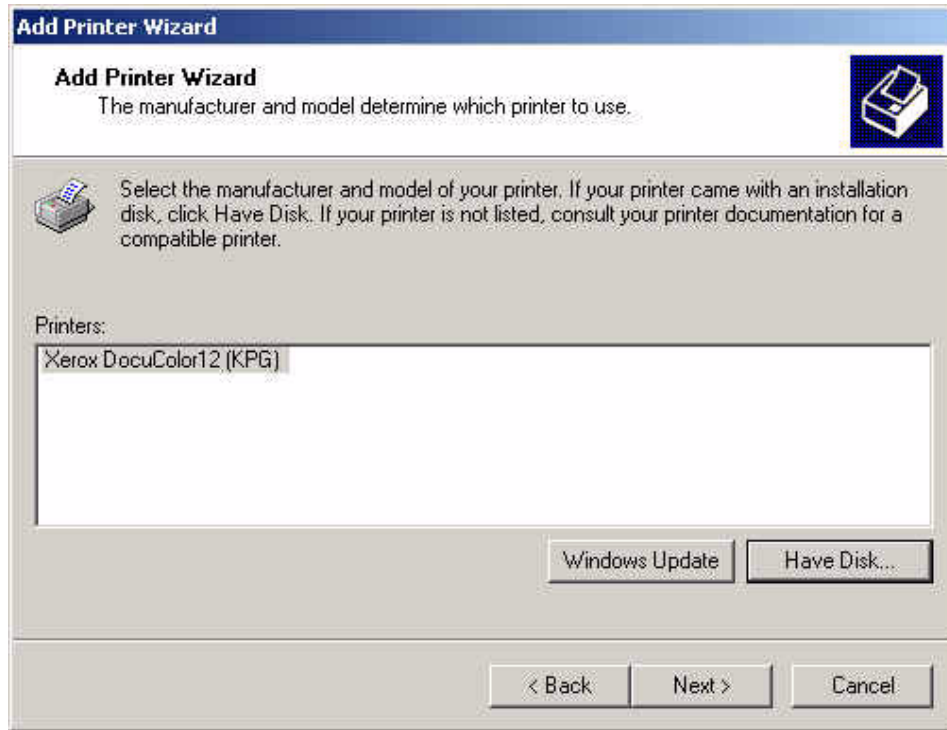 Add Printer Wizard
Add Printer Wizard
The manufacturer and model determine which printer to use.
Select the manufacturer and model of your printer. If your printer came with an installation
disk, click Have Disk. If your printer is not listed, consult your printer documentation for a
compatible printer.
Printers:
Xerox DocuColor12 (KPG)
Windows Update
Have Disk...
< Back
Next >
Cancel